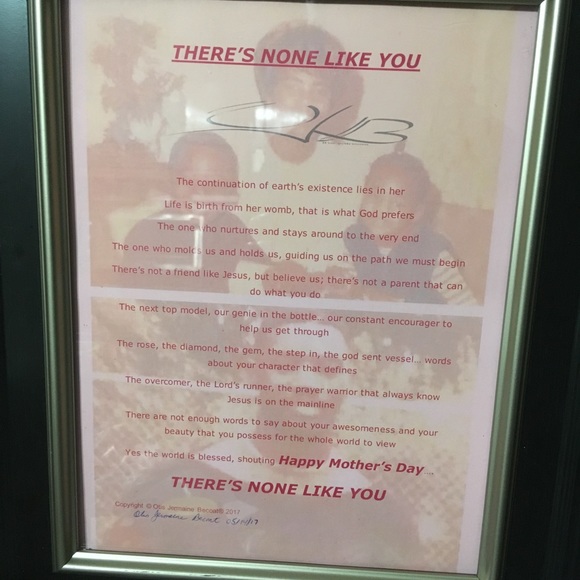 THERE'S NONE LIKE YOU
The continuation of earth's existence lies in her
Life is birth from her womb, that is what God prefers
The one who nurtures and stays around to the very end
The one who molds us and holds us, guiding us on the path we must begin
There's not a friend like Jesus, but believe us; there's not a parent that can
do what you do
The next top model, our genie in the bottle... our constant encourager to
help us get through
The rose, the diamond, the gem, the step in, the god sent vessel... words
about your character that defines
The overcomer, the Lord's runner, the prayer warrior that always know
Jesus is on the mainline
There are not enough words to say about your awesomeness and your
beauty that you possess for the whole world to view
Yes the world is blessed, shouting Happy Mother's Day...
THERE'S NONE LIKE YOU
Copyright © Otis Jermaine 2017
Otis Jermaine